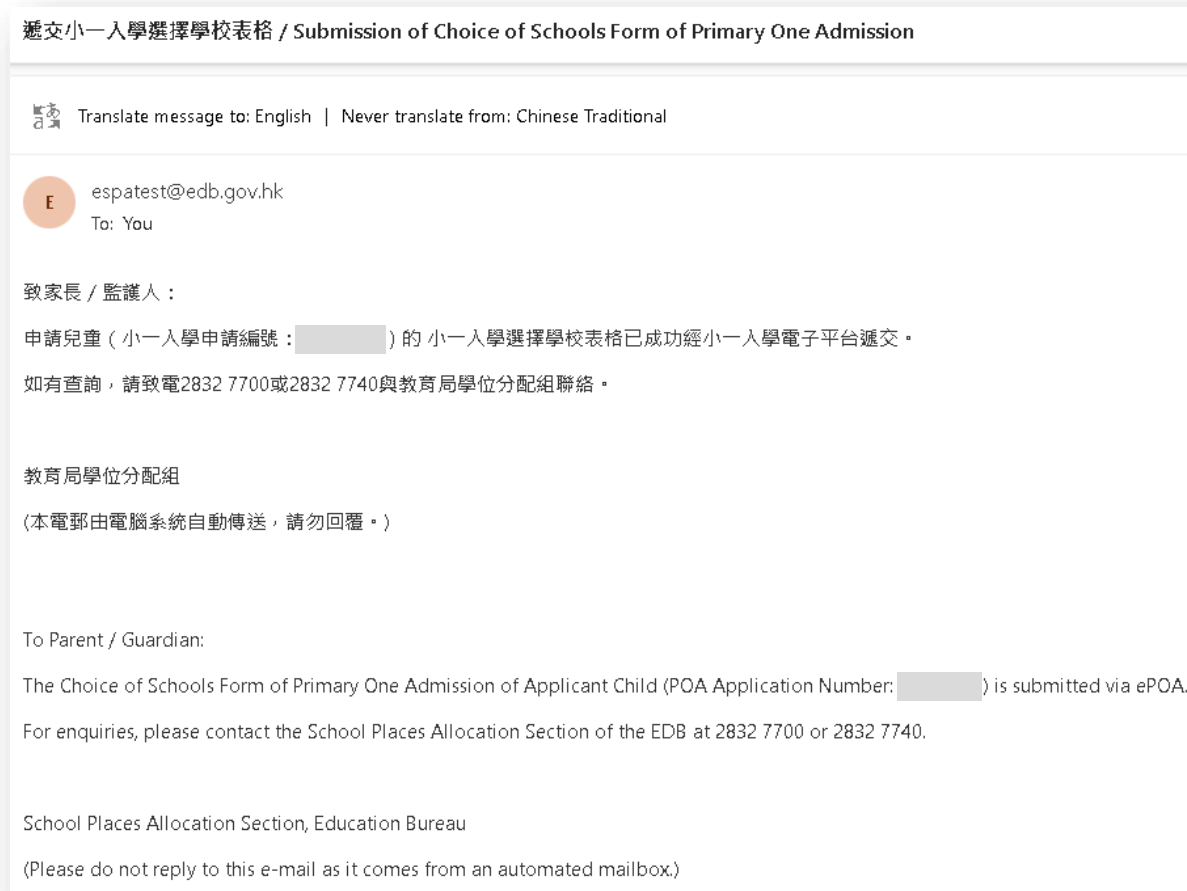 遞交小一入學選擇學校表格 / Submission of Choice of Schools Form of Primary One Admission
Translate message to: English | Never translate from: Chinese Traditional
E
espatest@edb.gov.hk
To: You
致家長 / 監護人：
申請兒童（小一入學申請編號： ）的 小一入學選擇學校表格已成功經小一入學電子平台遞交。
如有查詢，請致電2832 7700或2832 7740與教育局學位分配組聯絡。
教育局學位分配組
(本電郵由電腦系統自動傳送，請勿回覆。)
To Parent / Guardian:
The Choice of Schools Form of Primary One Admission of Applicant Child (POA Application Number: ) is submitted via ePOA.
For enquiries, please contact the School Places Allocation Section of the EDB at 2832 7700 or 2832 7740.
School Places Allocation Section, Education Bureau
(Please do not reply to this e-mail as it comes from an automated mailbox.)